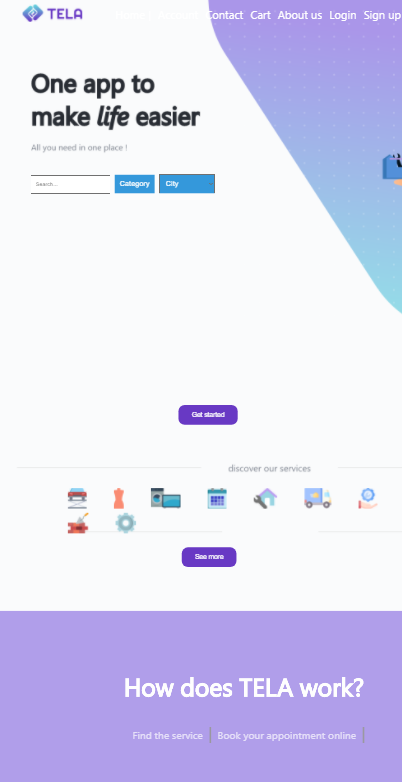 TELA
Contact Cart About us Login Sign up
One app to
make life easier
All you need in one place !
Search... Category City
Get started
discover our services
See more
How does TELA work?
Find the service Book your appointment online